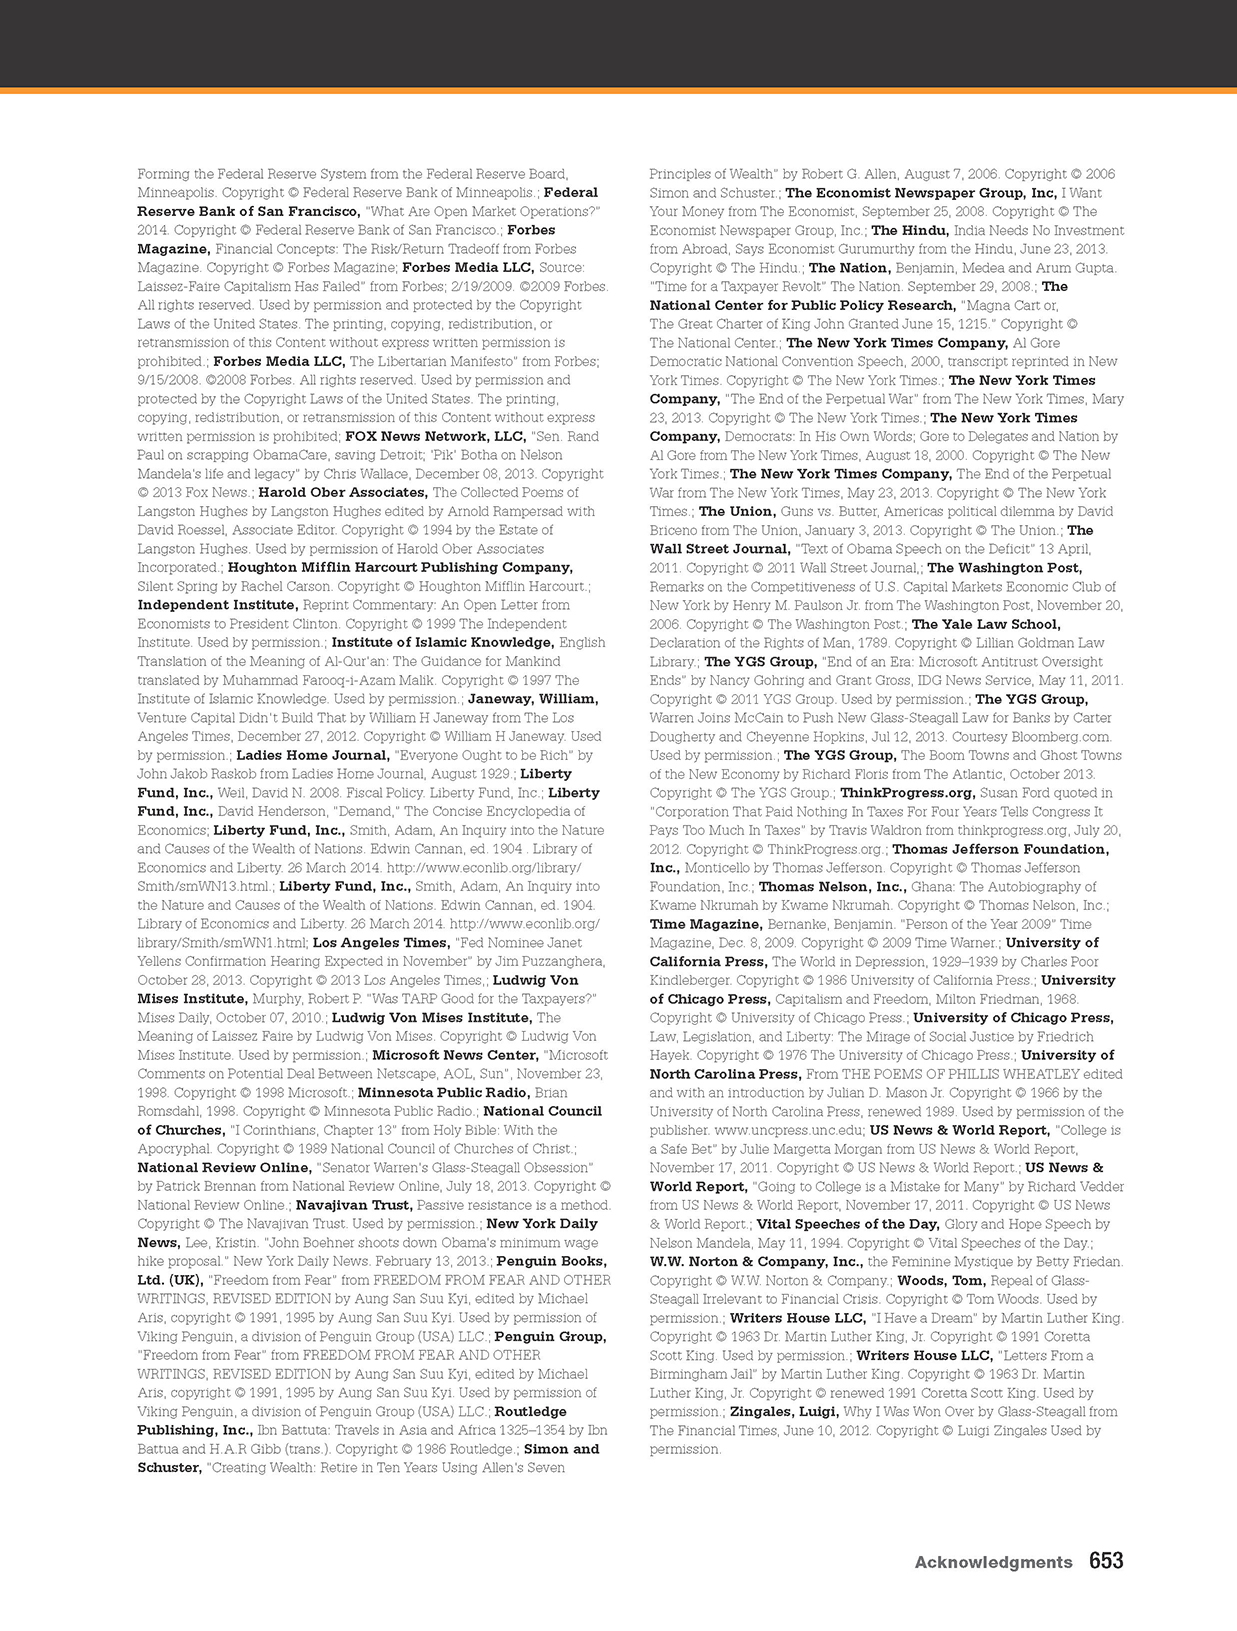 Forming the Federal Reserve System from the Federal Reserve Board,
Minneapolis. Copyright © Federal Reserve Bank of Minneapolis.; Federal
Reserve Bank of San Francisco, "What Are Open Market Operations?"
2014. Copyright © Federal Reserve Bank of San Francisco.; Forbes
Magazine, Financial Concepts: The Risk/Return Tradeoff from Forbes
Magazine. Copyright © Forbes Magazine; Forbes Media LLC, Source:
Laissez-Faire Capitalism Has Failed" from Forbes; 2/19/2009. ©2009 Forbes.
All rights reserved. Used by permission and protected by the Copyright
Laws of the United States. The printing, copying, redistribution, or
retransmission of this Content without express written permission is
prohibited.; Forbes Media LLC, The Libertarian Manifesto" from Forbes;
9/15/2008. ©2008 Forbes. All rights reserved. Used by permission and
protected by the Copyright Laws of the United States. The printing,
copying, redistribution, or retransmission of this Content without express
written permission is prohibited; FOX News Network, LLC, "Sen. Rand
Paul on scrapping ObamaCare, saving Detroit; 'Pik' Botha on Nelson
Mandela's life and legacy" by Chris Wallace, December 08, 2013. Copyright
© 2013 Fox News.; Harold Ober Associates, The Collected Poems of
Langston Hughes by Langston Hughes edited by Arnold Rampersad with
David Roessel, Associate Editor. Copyright © 1994 by the Estate of
Langston Hughes. Used by permission of Harold Ober Associates
Incorporated.; Houghton Mifflin Harcourt Publishing Company,
Silent Spring by Rachel Carson. Copyright © Houghton Mifflin Harcourt.;
Independent Institute, Reprint Commentary: An Open Letter from
Economists to President Clinton. Copyright © 1999 The Independent
Institute. Used by permission.; Institute of Islamic Knowledge, English
Translation of the Meaning of Al-Qur'an: The Guidance for Mankind
translated by Muhammad Farooq-i-Azam Malik. Copyright © 1997 The
Institute of Islamic Knowledge. Used by permission.; Janeway, William,
Venture Capital Didn't Build That by William H Janeway from The Los
Angeles Times, December 27, 2012. Copyright © William H Janeway. Used
by permission.; Ladies Home Journal, "Everyone Ought to be Rich" by
John Jakob Raskob from Ladies Home Journal, August 1929.; Liberty
Fund, Inc., Weil, David N. 2008. Fiscal Policy. Liberty Fund, Inc.; Liberty
Fund, Inc., David Henderson, "Demand," The Concise Encyclopedia of
Economics; Liberty Fund, Inc., Smith, Adam, An Inquiry into the Nature
and Causes of the Wealth of Nations. Edwin Cannan, ed. 1904 . Library of
Economics and Liberty. 26 March 2014. http://www.econlib.org/library/
Smith/smWN13.html.; Liberty Fund, Inc., Smith, Adam, An Inquiry into
the Nature and Causes of the Wealth of Nations. Edwin Cannan, ed. 1904.
Library of Economics and Liberty. 26 March 2014. http://www.econlib.org/
library/Smith/smWN1.html; Los Angeles Times, "Fed Nominee Janet
Yellens Confirmation Hearing Expected in November" by Jim Puzzanghera,
October 28, 2013. Copyright © 2013 Los Angeles Times,; Ludwig Von
Mises Institute, Murphy, Robert P. "Was TARP Good for the Taxpayers?"
Mises Daily, October 07, 2010.; Ludwig Von Mises Institute, The
Meaning of Laissez Faire by Ludwig Von Mises. Copyright © Ludwig Von
Mises Institute. Used by permission.; Microsoft News Center, "Microsoft
Comments on Potential Deal Between Netscape, AOL, Sun", November 23,
1998. Copyright © 1998 Microsoft.; Minnesota Public Radio, Brian
Romsdahl, 1998. Copyright © Minnesota Public Radio.; National Council
of Churches, "I Corinthians, Chapter 13" from Holy Bible: With the
Apocryphal. Copyright © 1989 National Council of Churches of Christ.;
National Review Online, "Senator Warren's Glass-Steagall Obsession"
by Patrick Brennan from National Review Online, July 18, 2013. Copyright ©
National Review Online.; Navajivan Trust, Passive resistance is a method.
Copyright © The Navajivan Trust. Used by permission.; New York Daily
News, Lee, Kristin. "John Boehner shoots down Obama's minimum wage
hike proposal." New York Daily News. February 13, 2013.; Penguin Books,
Ltd. (UK), "Freedom from Fear" from FREEDOM FROM FEAR AND OTHER
WRITINGS, REVISED EDITION by Aung San Suu Kyi, edited by Michael
Aris, copyright © 1991, 1995 by Aung San Suu Kyi. Used by permission of
Viking Penguin, a division of Penguin Group (USA) LLC.; Penguin Group,
"Freedom from Fear" from FREEDOM FROM FEAR AND OTHER
WRITINGS, REVISED EDITION by Aung San Suu Kyi, edited by Michael
Aris, copyright © 1991, 1995 by Aung San Suu Kyi. Used by permission of
Viking Penguin, a division of Penguin Group (USA) LLC.; Routledge
Publishing, Inc., Ibn Battuta: Travels in Asia and Africa 1325–1354 by Ibn
Battua and H.A.R Gibb (trans.). Copyright © 1986 Routledge.; Simon and
Schuster, "Creating Wealth: Retire in Ten Years Using Allen's Seven
Principles of Wealth" by Robert G. Allen, August 7, 2006. Copyright © 2006
Simon and Schuster.; The Economist Newspaper Group, Inc, I Want
Your Money from The Economist, September 25, 2008. Copyright © The
Economist Newspaper Group, Inc.; The Hindu, India Needs No Investment
from Abroad, Says Economist Gurumurthy from the Hindu, June 23, 2013.
Copyright © The Hindu.; The Nation, Benjamin, Medea and Arum Gupta.
"Time for a Taxpayer Revolt" The Nation. September 29, 2008.; The
National Center for Public Policy Research, "Magna Cart or,
The Great Charter of King John Granted June 15, 1215." Copyright ©
The National Center.; The New York Times Company, Al Gore
Democratic National Convention Speech, 2000, transcript reprinted in New
York Times. Copyright © The New York Times.; The New York Times
Company, "The End of the Perpetual War" from The New York Times, Mary
23, 2013. Copyright © The New York Times.; The New York Times
Company, Democrats: In His Own Words; Gore to Delegates and Nation by
Al Gore from The New York Times, August 18, 2000. Copyright © The New
York Times.; The New York Times Company, The End of the Perpetual
War from The New York Times, May 23, 2013. Copyright © The New York
Times.; The Union, Guns vs. Butter, Americas political dilemma by David
Briceno from The Union, January 3, 2013. Copyright © The Union.; The
Wall Street Journal, "Text of Obama Speech on the Deficit" 13 April,
2011. Copyright © 2011 Wall Street Journal,; The Washington Post,
Remarks on the Competitiveness of U.S. Capital Markets Economic Club of
New York by Henry M. Paulson Jr. from The Washington Post, November 20,
2006. Copyright © The Washington Post.; The Yale Law School,
Declaration of the Rights of Man, 1789. Copyright © Lillian Goldman Law
Library.; The YGS Group, "End of an Era: Microsoft Antitrust Oversight
Ends" by Nancy Gohring and Grant Gross, IDG News Service, May 11, 2011.
Copyright © 2011 YGS Group. Used by permission.; The YGS Group,
Warren Joins McCain to Push New Glass-Steagall Law for Banks by Carter
Dougherty and Cheyenne Hopkins, Jul 12, 2013. Courtesy Bloomberg.com.
Used by permission.; The YGS Group, The Boom Towns and Ghost Towns
of the New Economy by Richard Floris from The Atlantic, October 2013.
Copyright © The YGS Group.; ThinkProgress.org, Susan Ford quoted in
"Corporation That Paid Nothing In Taxes For Four Years Tells Congress It
Pays Too Much In Taxes" by Travis Waldron from thinkprogress.org, July 20,
2012. Copyright © ThinkProgress.org.; Thomas Jefferson Foundation,
Inc., Monticello by Thomas Jefferson. Copyright © Thomas Jefferson
Foundation, Inc.; Thomas Nelson, Inc., Ghana: The Autobiography of
Kwame Nkrumah by Kwame Nkrumah. Copyright © Thomas Nelson, Inc.;
Time Magazine, Bernanke, Benjamin. "Person of the Year 2009" Time
Magazine, Dec. 8, 2009. Copyright © 2009 Time Warner.; University of
California Press, The World in Depression, 1929–1939 by Charles Poor
Kindleberger. Copyright © 1986 University of California Press.; University
of Chicago Press, Capitalism and Freedom, Milton Friedman, 1968.
Copyright © University of Chicago Press.; University of Chicago Press,
Law, Legislation, and Liberty: The Mirage of Social Justice by Friedrich
Hayek. Copyright © 1976 The University of Chicago Press.; University of
North Carolina Press, From THE POEMS OF PHILLIS WHEATLEY edited
and with an introduction by Julian D. Mason Jr. Copyright © 1966 by the
University of North Carolina Press, renewed 1989. Used by permission of the
publisher. www.uncpress.unc.edu; US News & World Report, "College is
a Safe Bet" by Julie Margetta Morgan from US News & World Report,
November 17, 2011. Copyright © US News & World Report.; US News &
World Report, "Going to College is a Mistake for Many" by Richard Vedder
from US News & World Report, November 17, 2011. Copyright © US News
& World Report.; Vital Speeches of the Day, Glory and Hope Speech by
Nelson Mandela, May 11, 1994. Copyright © Vital Speeches of the Day.;
W.W. Norton & Company, Inc., the Feminine Mystique by Betty Friedan.
Copyright © W.W. Norton & Company.; Woods, Tom, Repeal of Glass-
Steagall Irrelevant to Financial Crisis. Copyright © Tom Woods. Used by
permission.; Writers House LLC, "I Have a Dream" by Martin Luther King.
Copyright © 1963 Dr. Martin Luther King, Jr. Copyright © 1991 Coretta
Scott King. Used by permission.; Writers House LLC, "Letters From a
Birmingham Jail" by Martin Luther King. Copyright © 1963 Dr. Martin
Luther King, Jr. Copyright © renewed 1991 Coretta Scott King. Used by
permission.; Zingales, Luigi, Why I Was Won Over by Glass-Steagall from
The Financial Times, June 10, 2012. Copyright © Luigi Zingales Used by
permission.
Acknowledgments 653